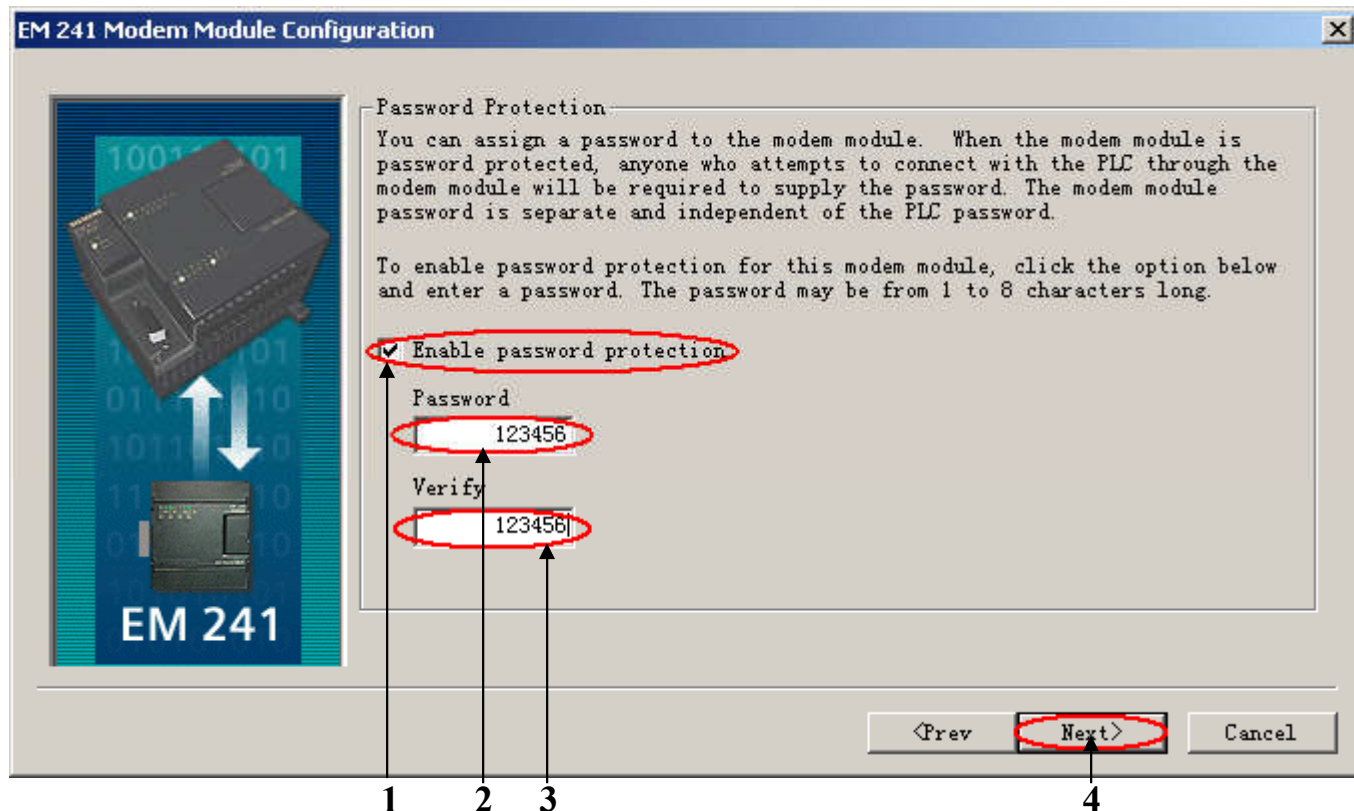 EM 241 Modem Module Configuration
Password Protection
You can assign a password to the modem module. When the modem module is
password protected, anyone who attempts to connect with the PLC through the
modem module will be required to supply the password. The modem module
password is separate and independent of the PLC password.
To enable password protection for this modem module, click the option below
and enter a password. The password may be from 1 to 8 characters long.
Enable password protection
Password
123456
Verify
123456
EM 241
<Prev
Next>
Cancel
1 2 3 4